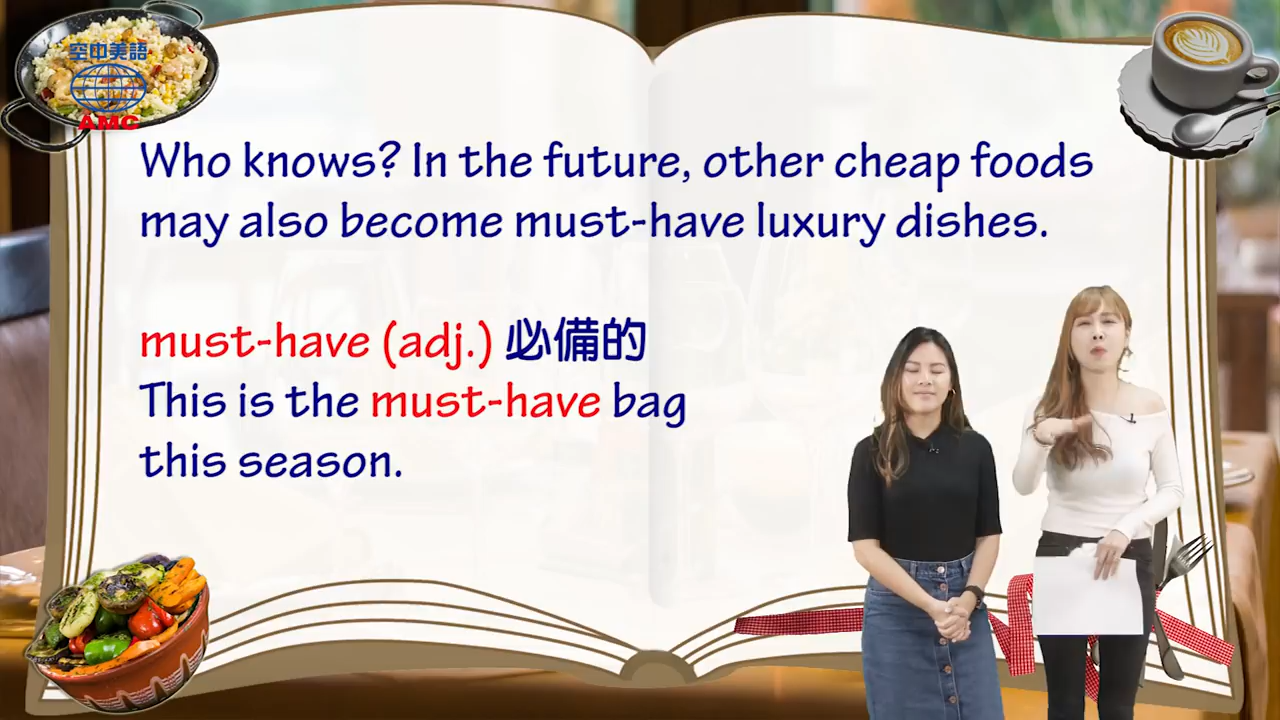 空中美語
AMC
Who knows? In the future, other cheap foods
may also become must-have luxury dishes.
must-have (adj.) 必備的
This is the must-have bag
this season.